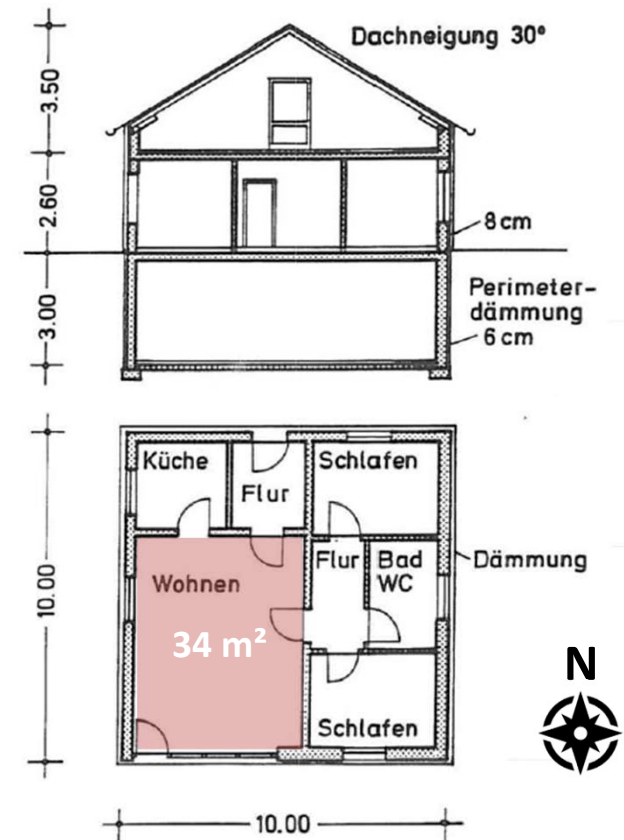 Dachneigung 30°
3.50
2.60
8 cm
3.00
Perimeter-
dämmung
6 cm
Küche
Flur
Schlafen
Wohnen
34 m²
Flur
Bad
WC
Dämmung
10.00
N
Schlafen
10.00